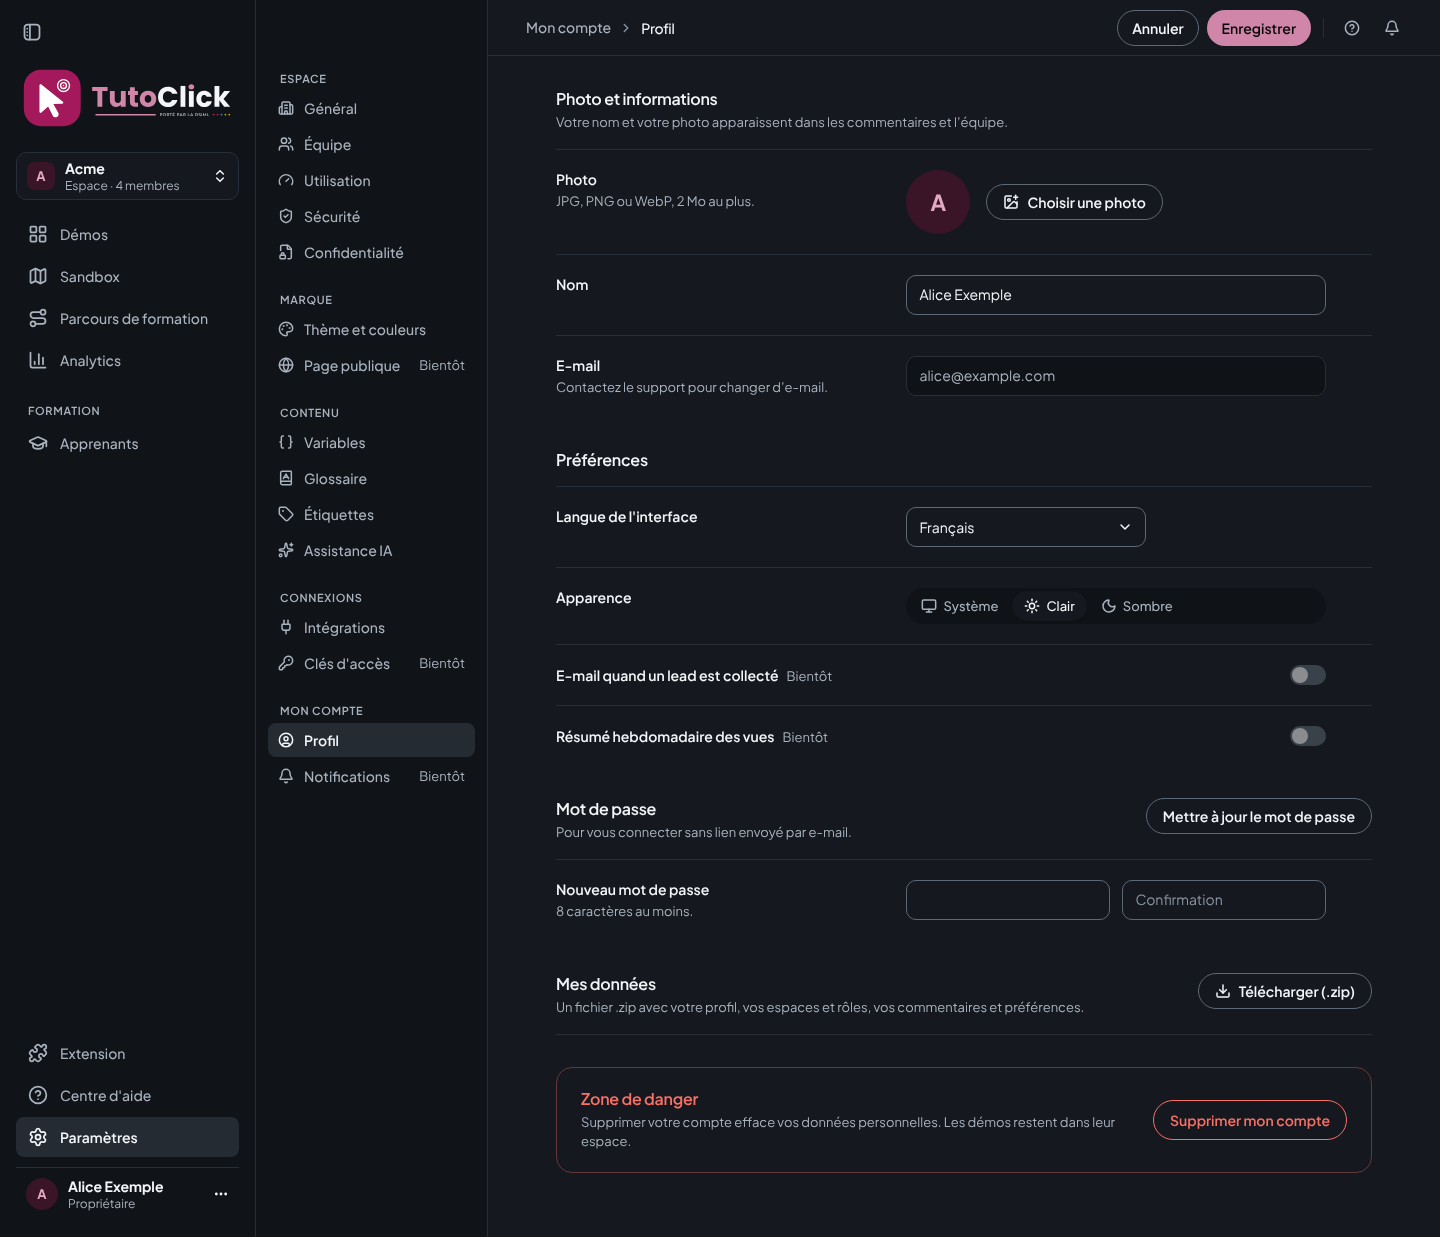 TutoClick
PORTÉ PAR LA DSIML
A
Acme
Espace · 4 membres
Démos
Sandbox
Parcours de formation
Analytics
FORMATION
Apprenants
Extension
Centre d'aide
Paramètres
A
Alice Exemple
Propriétaire
ESPACE
Général
Équipe
Utilisation
Sécurité
Confidentialité
MARQUE
Thème et couleurs
Page publique Bientôt
CONTENU
Variables
Glossaire
Étiquettes
Assistance IA
CONNEXIONS
Intégrations
Clés d'accès Bientôt
MON COMPTE
Profil
Notifications Bientôt
Mon compte > Profil
Annuler
Enregistrer
Photo et informations
Votre nom et votre photo apparaissent dans les commentaires et l'équipe.
Photo
JPG, PNG ou WebP, 2 Mo au plus.
A
Choisir une photo
Nom
Alice Exemple
E-mail
Contactez le support pour changer d'e-mail.
alice@example.com
Préférences
Langue de l'interface
Français
Apparence
Système Clair Sombre
E-mail quand un lead est collecté Bientôt
Résumé hebdomadaire des vues Bientôt
Mot de passe
Pour vous connecter sans lien envoyé par e-mail.
Mettre à jour le mot de passe
Nouveau mot de passe
8 caractères au moins.
Confirmation
Mes données
Un fichier .zip avec votre profil, vos espaces et rôles, vos commentaires et préférences.
Télécharger (.zip)
Zone de danger
Supprimer votre compte efface vos données personnelles. Les démos restent dans leur
espace.
Supprimer mon compte